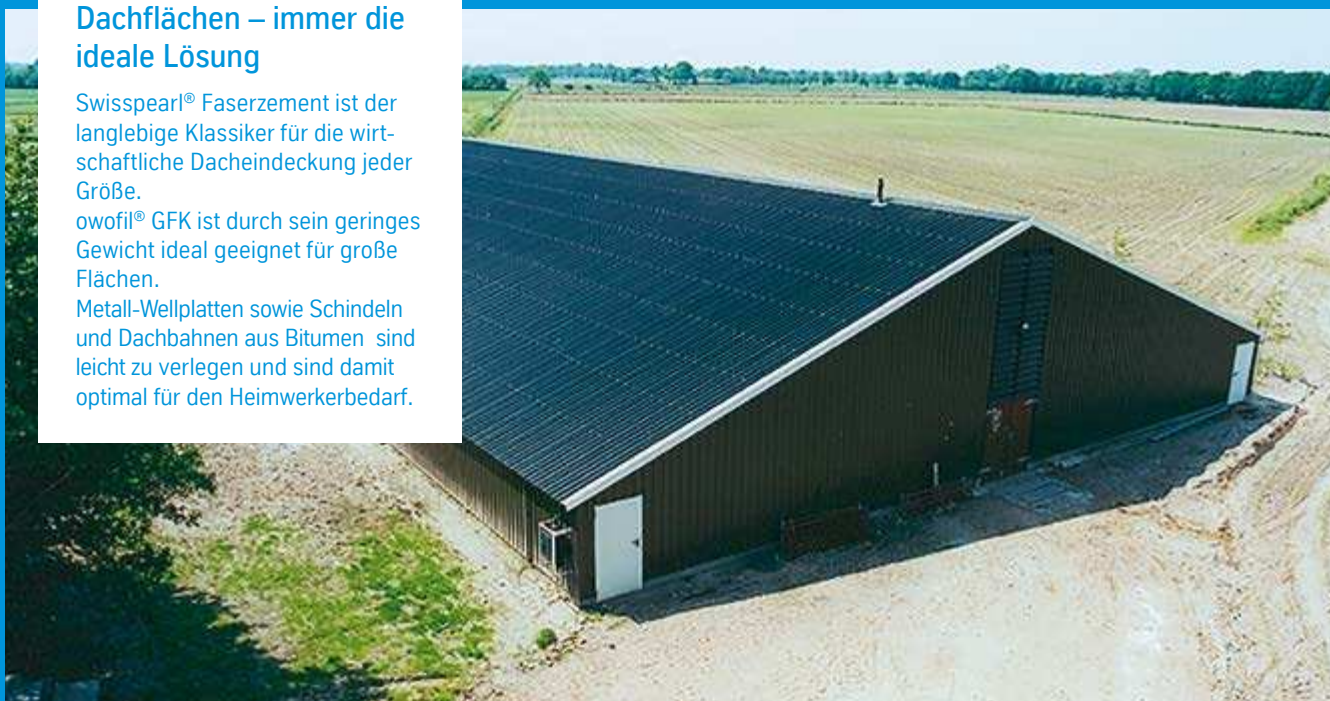 Dachflächen – immer die
ideale Lösung
Swisspearl® Faserzement ist der
langlebige Klassiker für die wirt-
schaftliche Dacheindeckung jeder
Größe.
owofil® GFK ist durch sein geringes
Gewicht ideal geeignet für große
Flächen.
Metall-Wellplatten sowie Schindeln
und Dachbahnen aus Bitumen  sind
leicht zu verlegen und sind damit
optimal für den Heimwerkerbedarf.